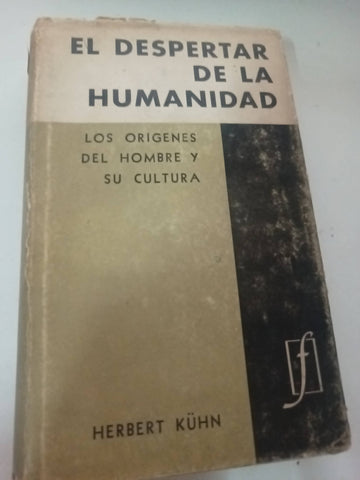 EL DESPERTAR
DE LA
HUMANIDAD
LOS ORIGENES
DEL HOMBRE Y
SU CULTURA
f
HERBERT KÜHN